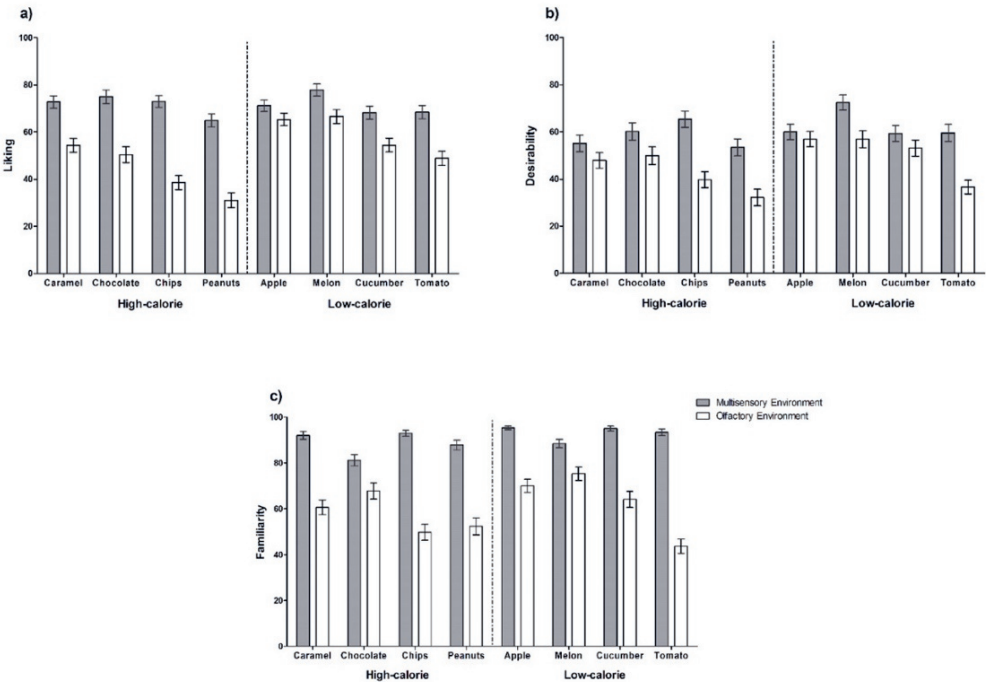 a)
100
80
60
40
20
0
Liking
Caramel Chocolate Chips Peanuts Apple Melon Cucumber Tomato
High-calorie Low-calorie
b)
100
80
60
40
20
0
Desirability
Caramel Chocolate Chips Peanuts Apple Melon Cucumber Tomato
High-calorie Low-calorie
c)
Multisensory Environment
Olfactory Environment
100
80
60
40
20
0
Familiarity
Caramel Chocolate Chips Peanuts Apple Melon Cucumber Tomato
High-calorie Low-calorie